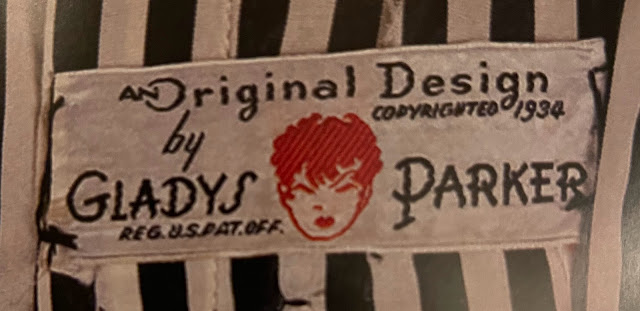 AN Original Design
COPYRIGHTED 1934
by
GLADYS PARKER
REG. U.S. PAT. OFF.